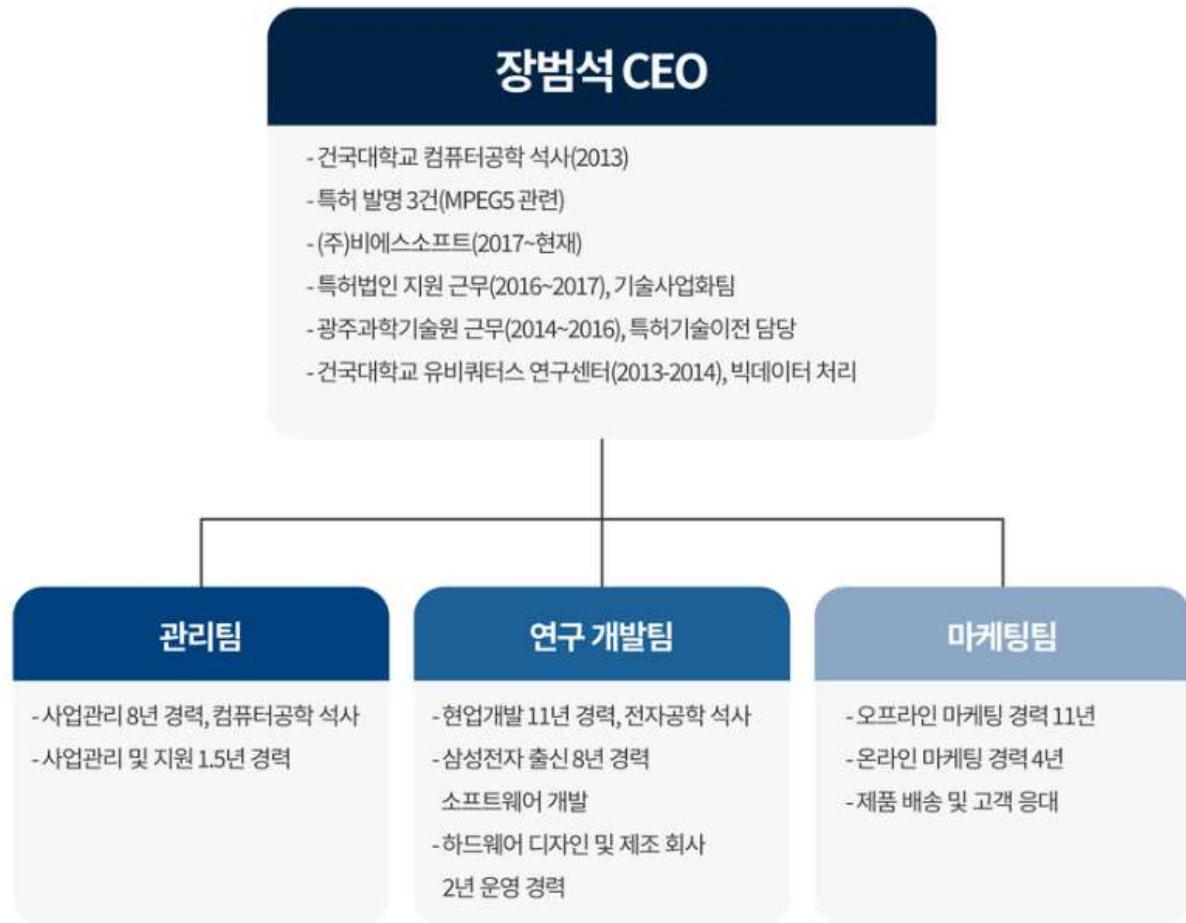 장범석 CEO
- 건국대학교 컴퓨터공학 석사(2013)
- 특허 발명 3건(MPEG5 관련)
- (주)비에스소프트(2017~현재)
- 특허법인 지원 근무(2016~2017), 기술사업화팀
- 광주과학기술원 근무(2014~2016), 특허기술이전 담당
- 건국대학교 유비쿼터스 연구센터(2013-2014), 빅데이터 처리
관리팀
- 사업관리 8년 경력, 컴퓨터공학 석사
- 사업관리 및 지원 1.5년 경력
연구 개발팀
- 현업개발 11년 경력, 전자공학 석사
- 삼성전자 출신 8년 경력
소프트웨어 개발
- 하드웨어 디자인 및 제조 회사
2년 운영 경력
마케팅팀
- 오프라인 마케팅 경력 11년
- 온라인 마케팅 경력 4년
- 제품 배송 및 고객 응대